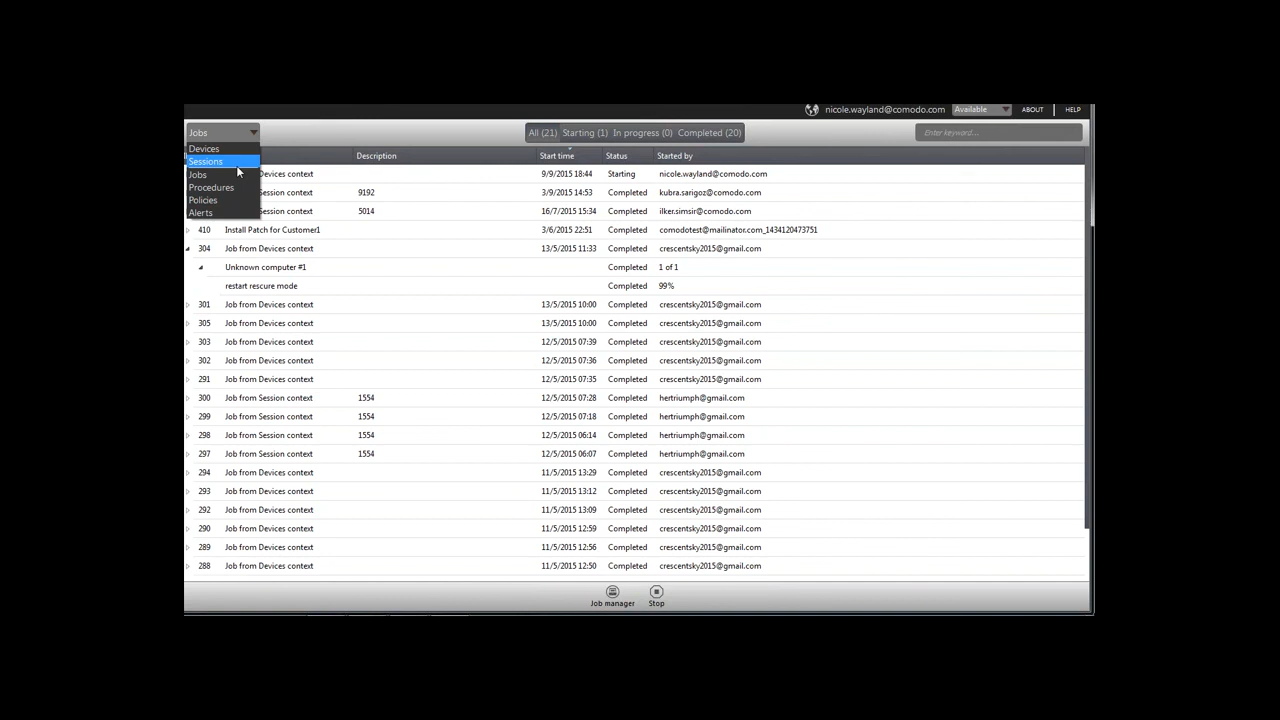 nicole.wayland@comodo.com Available ABOUT HELP
Jobs All (21) Starting (1) In progress (0) Completed (20) Enter keyword...
Devices
Sessions
Jobs
Procedures
Policies
Alerts
Description Start time Status Started by
Devices context 9/9/2015 18:44 Starting nicole.wayland@comodo.com
Session context 9192 3/9/2015 14:53 Completed kubra.sarigoz@comodo.com
Session context 5014 16/7/2015 15:34 Completed ilker.simsir@comodo.com
410 Install Patch for Customer1 3/6/2015 22:51 Completed comodotest@mailinator.com_1434120473751
304 Job from Devices context 13/5/2015 11:33 Completed crescentsky2015@gmail.com
Unknown computer #1 Completed 1 of 1
restart rescure mode Completed 99%
301 Job from Devices context 13/5/2015 10:00 Completed crescentsky2015@gmail.com
305 Job from Devices context 13/5/2015 10:00 Completed crescentsky2015@gmail.com
303 Job from Devices context 12/5/2015 07:39 Completed crescentsky2015@gmail.com
302 Job from Devices context 12/5/2015 07:36 Completed crescentsky2015@gmail.com
291 Job from Devices context 12/5/2015 07:35 Completed crescentsky2015@gmail.com
300 Job from Session context 1554 12/5/2015 07:28 Completed hertriumph@gmail.com
299 Job from Session context 1554 12/5/2015 07:18 Completed hertriumph@gmail.com
298 Job from Session context 1554 12/5/2015 06:14 Completed hertriumph@gmail.com
297 Job from Session context 1554 12/5/2015 06:07 Completed hertriumph@gmail.com
294 Job from Devices context 11/5/2015 13:29 Completed crescentsky2015@gmail.com
293 Job from Devices context 11/5/2015 13:12 Completed crescentsky2015@gmail.com
292 Job from Devices context 11/5/2015 13:09 Completed crescentsky2015@gmail.com
290 Job from Devices context 11/5/2015 12:59 Completed crescentsky2015@gmail.com
289 Job from Devices context 11/5/2015 12:56 Completed crescentsky2015@gmail.com
288 Job from Devices context 11/5/2015 12:50 Completed crescentsky2015@gmail.com
Job manager Stop